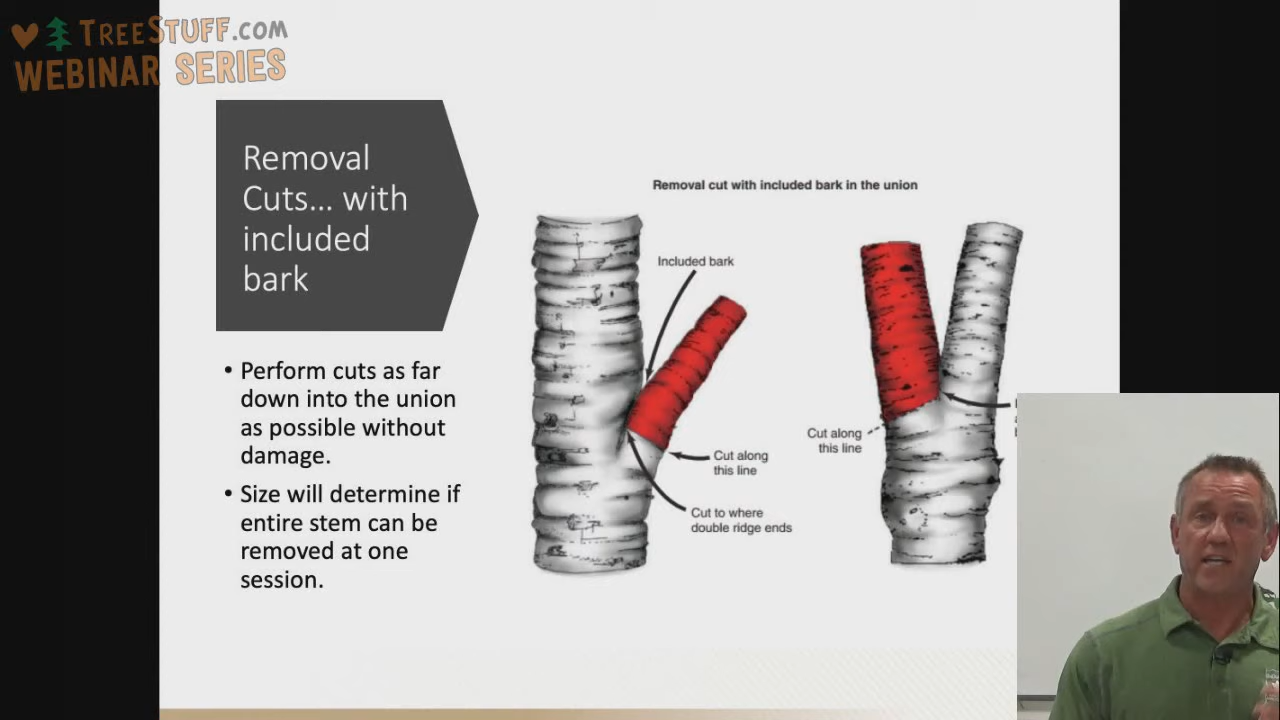 TREESTUFF.COM
WEBINAR SERIES
Removal
Cuts... with
included
bark
• Perform cuts as far
down into the union
as possible without
damage.
• Size will determine if
entire stem can be
removed at one
session.
Removal cut with included bark in the union
Included bark
Cut along
this line
Cut to where
double ridge ends
Cut along
this line